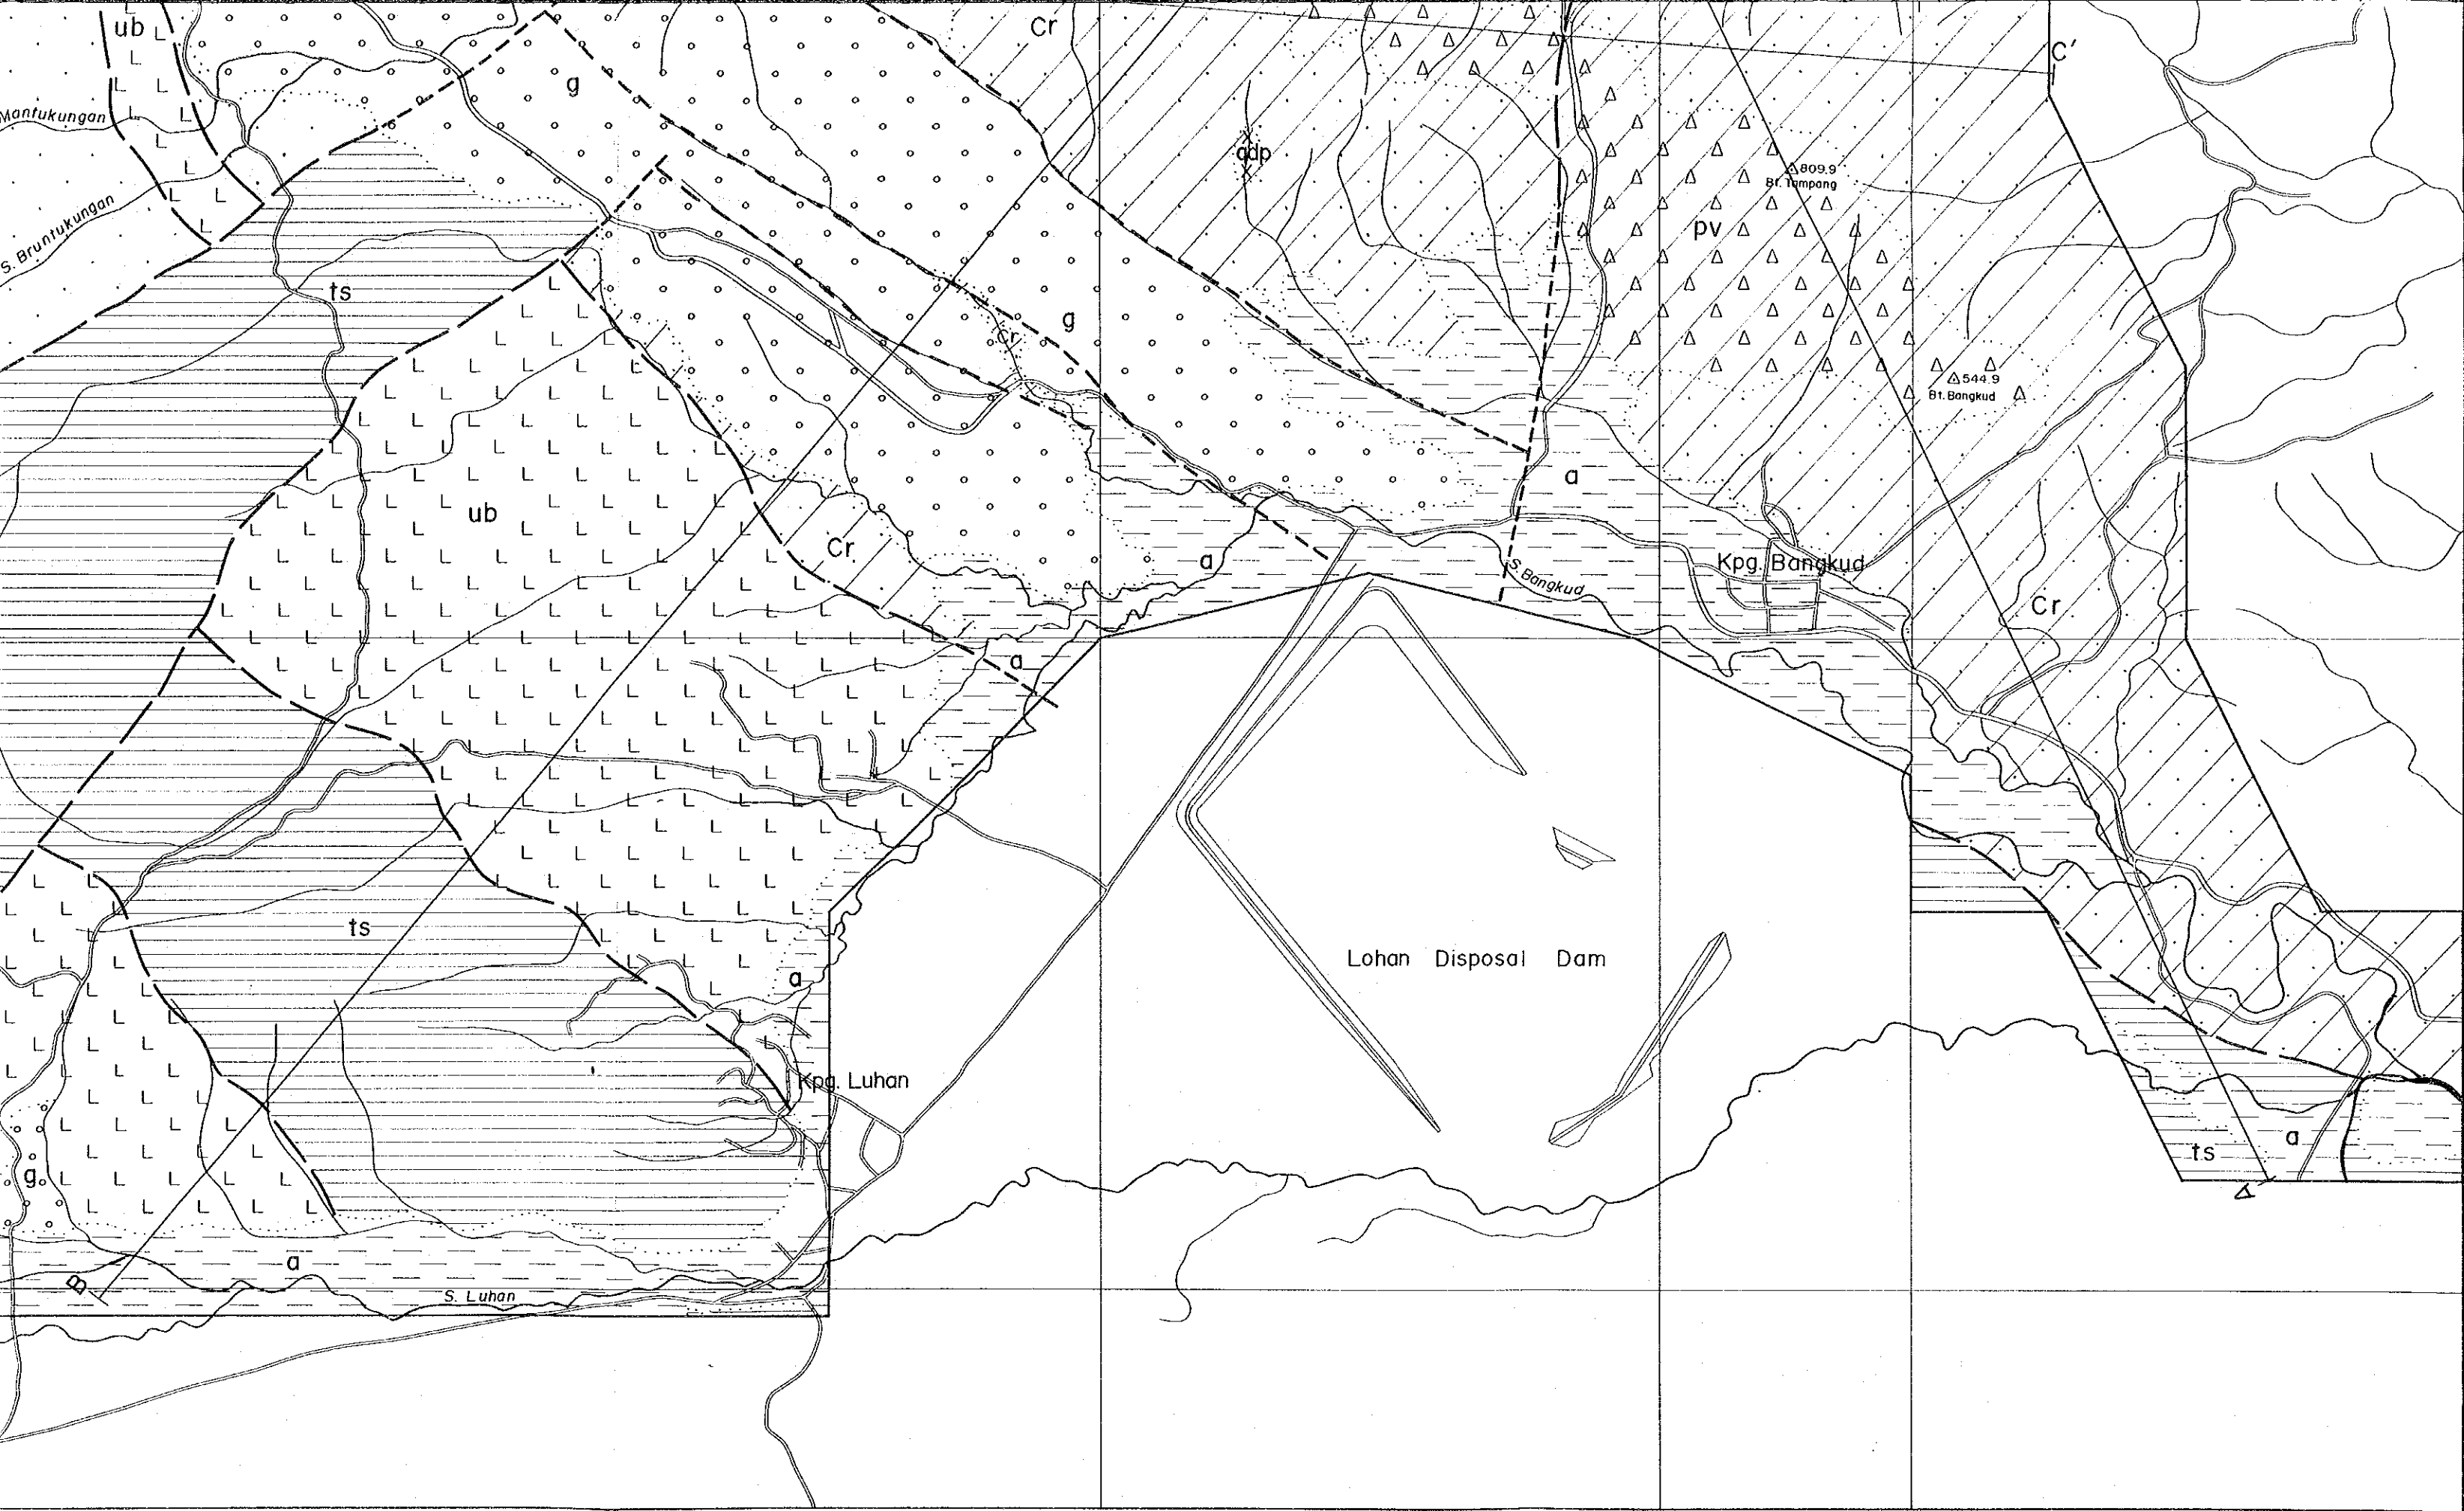 ub
Cr
C'
g
Mantukungan
qdp
809.9
Bt. Tampang
S. Bruntukungan
pv
ts
g
cr
544.9
Bt. Bangkud
a
ub
Cr
a
Kpg. Bangkud
S. Bangkud
Cr
a
ts
Lohan Disposal Dam
a
Kpg. Luhan
a
ts
g
A
a
B
S. Luhan